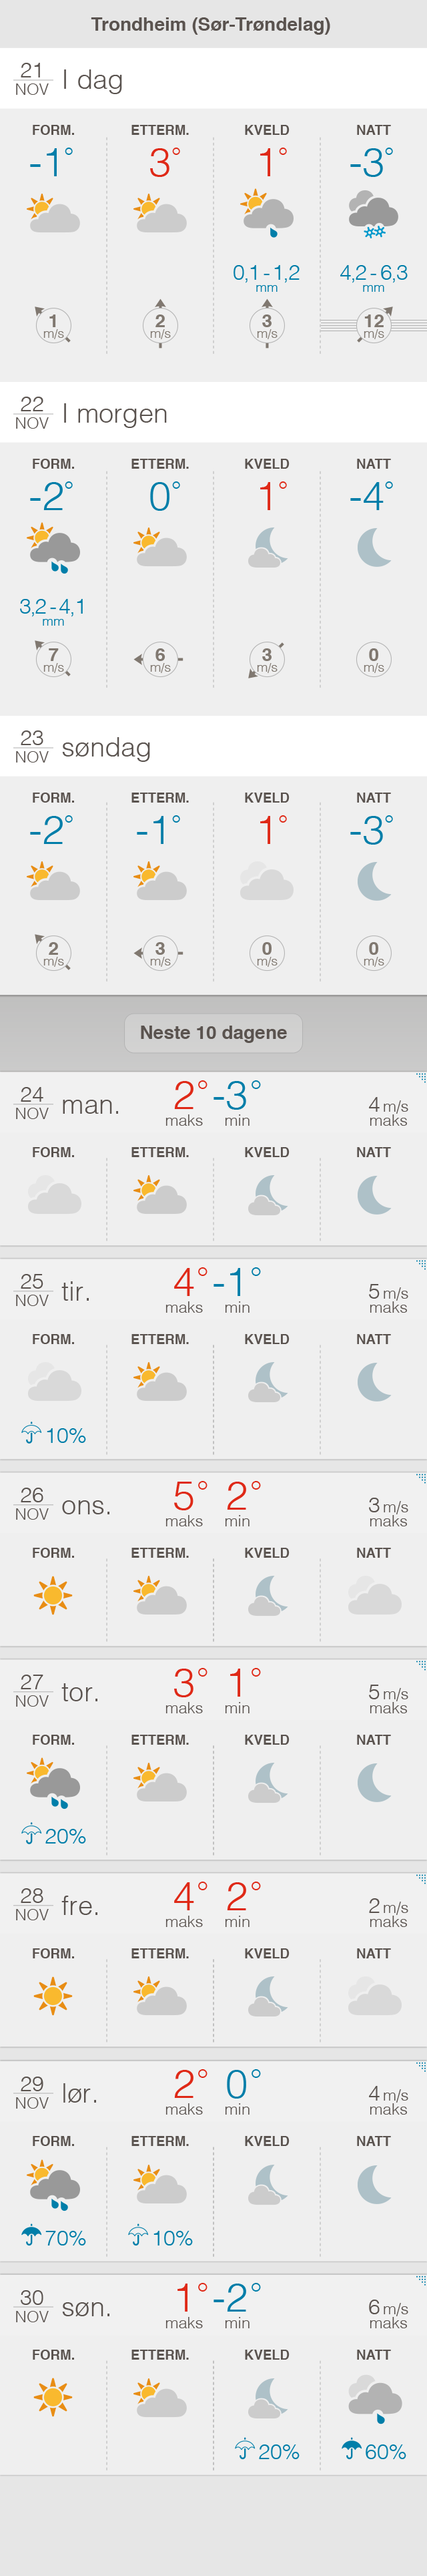 Trondheim (Sør-Trøndelag)
21
NOV
I dag
FORM. ETTERM. KVELD NATT
-1° 3° 1° -3°
0,1 - 1,2 4,2 - 6,3
mm mm
1 2 3 12
m/s m/s m/s m/s
22
NOV
I morgen
FORM. ETTERM. KVELD NATT
-2° 0° 1° -4°
3,2 - 4,1
mm
7 6 3 0
m/s m/s m/s m/s
23
NOV
søndag
FORM. ETTERM. KVELD NATT
-2° -1° 1° -3°
2 3 0 0
m/s m/s m/s m/s
Neste 10 dagene
24
NOV
man.
2° -3° 4 m/s
maks min maks
FORM. ETTERM. KVELD NATT
25
NOV
tir.
4° -1° 5 m/s
maks min maks
FORM. ETTERM. KVELD NATT
10%
26
NOV
ons.
5° 2° 3 m/s
maks min maks
FORM. ETTERM. KVELD NATT
27
NOV
tor.
3° 1° 5 m/s
maks min maks
FORM. ETTERM. KVELD NATT
20%
28
NOV
fre.
4° 2° 2 m/s
maks min maks
FORM. ETTERM. KVELD NATT
29
NOV
lør.
2° 0° 4 m/s
maks min maks
FORM. ETTERM. KVELD NATT
70% 10%
30
NOV
søn.
1° -2° 6 m/s
maks min maks
FORM. ETTERM. KVELD NATT
20% 60%